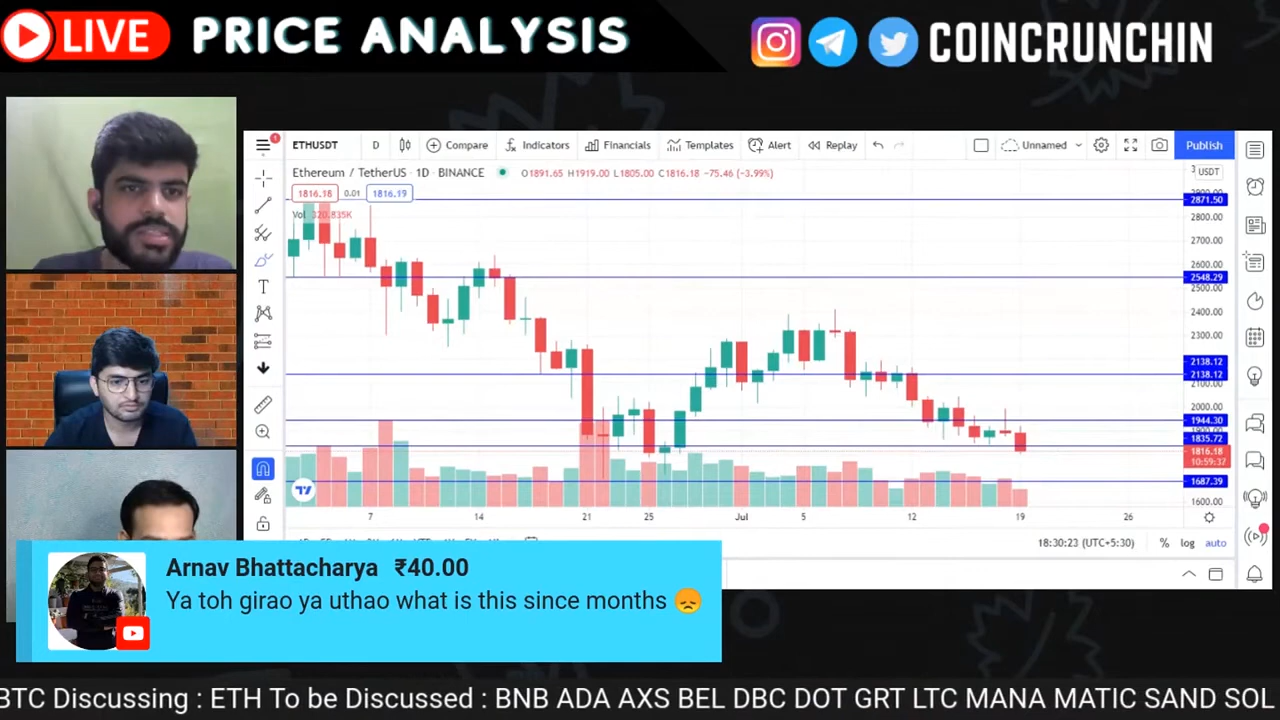 LIVE PRICE ANALYSIS COINCRUNCHIN
ETHUSDT D Compare Indicators Financials Templates Alert Replay Unnamed Publish
Ethereum / TetherUS · 1D · BINANCE O1891.65 H1919.00 L1805.00 C1816.18 -75.46 (-3.99%)
USDT
1816.18 0.01 1816.19
2871.50
Vol 320.835K
2800.00
2700.00
2600.00
2548.29
2500.00
2400.00
2300.00
2138.12
2138.12
2100.00
2000.00
1944.30
1835.72
1816.18
10:59:37
1687.39
1600.00
7 14 21 25 Jul 5 12 19 26
18:30:23 (UTC+5:30) % log auto
Arnav Bhattacharya ₹40.00
Ya toh girao ya uthao what is this since months 😞
BTC Discussing : ETH To be Discussed : BNB ADA AXS BEL DBC DOT GRT LTC MANA MATIC SAND SOL